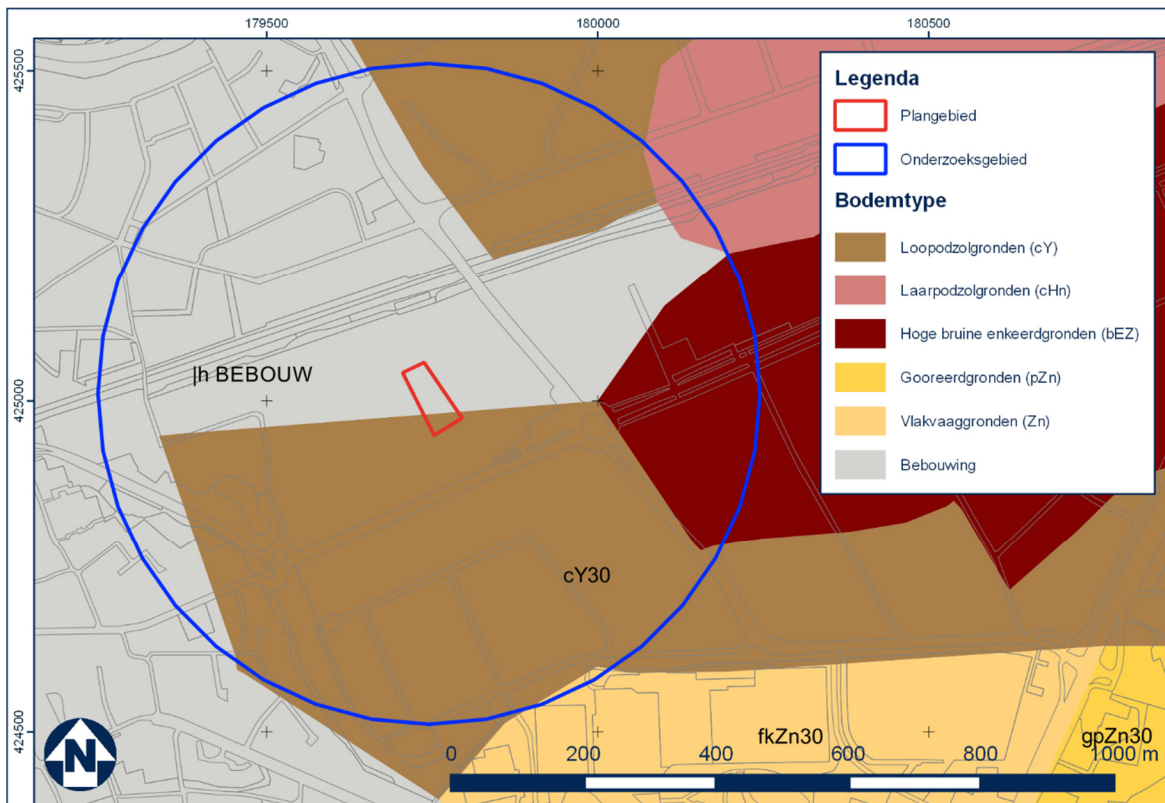 179500
180000
180500
425500
425000
424500
Legenda
Plangebied
Onderzoeksgebied
Bodemtype
Loopodzolgronden (cY)
Laarpodzolgronden (cHn)
Hoge bruine enkeerdgronden (bEZ)
Gooreerdgronden (pZn)
Vlakvaaggronden (Zn)
Bebouwing
|h BEBOUW
cY30
fkZn30
gpZn30
N
0
200
400
600
800
1000 m